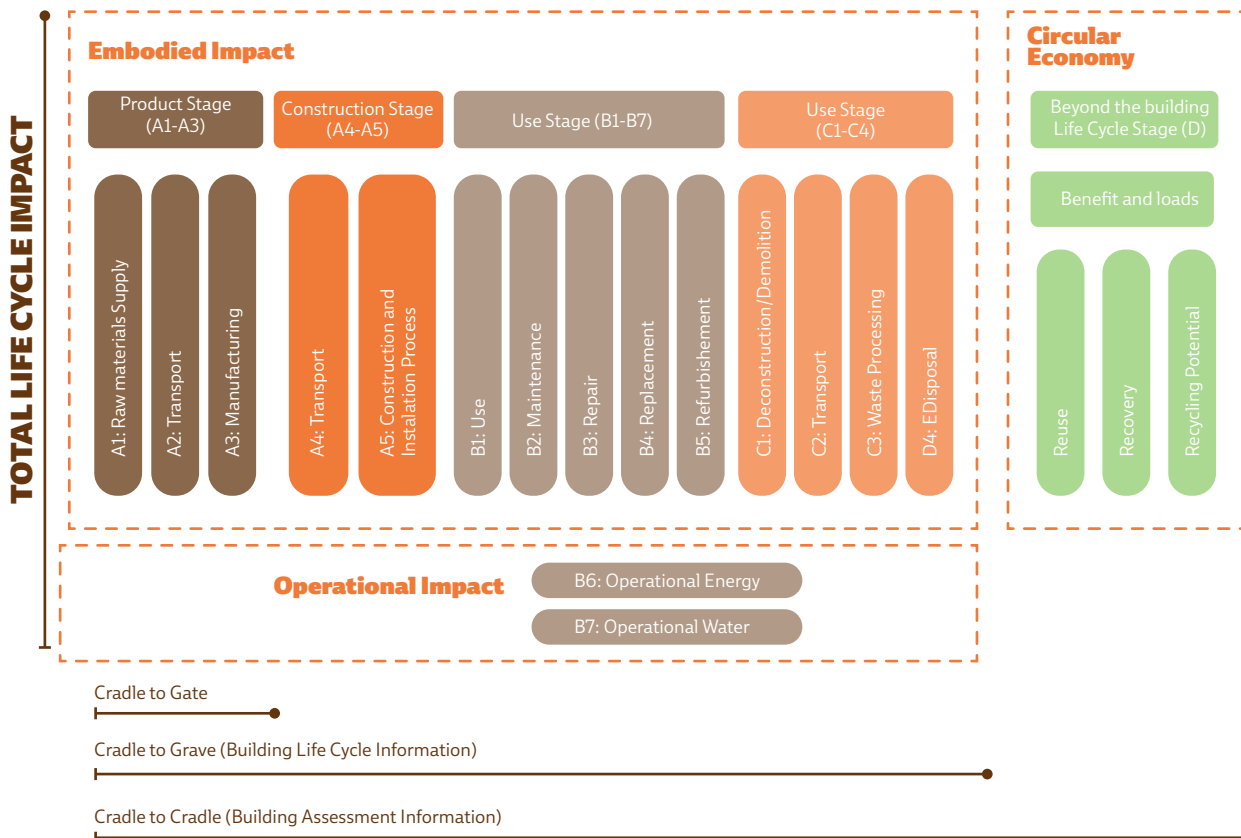 TOTAL LIFE CYCLE IMPACT
Embodied Impact
Product Stage
(A1-A3)
Construction Stage
(A4-A5)
Use Stage (B1-B7)
Use Stage
(C1-C4)
A1: Raw materials Supply
A2: Transport
A3: Manufacturing
A4: Transport
A5: Construction and
Instalation Process
B1: Use
B2: Maintenance
B3: Repair
B4: Replacement
B5: Refurbishement
C1: Deconstruction/Demolition
C2: Transport
C3: Waste Processing
D4: EDisposal
Circular
Economy
Beyond the building
Life Cycle Stage (D)
Benefit and loads
Reuse
Recovery
Recycling Potential
Operational Impact
B6: Operational Energy
B7: Operational Water
Cradle to Gate
Cradle to Grave (Building Life Cycle Information)
Cradle to Cradle (Building Assessment Information)